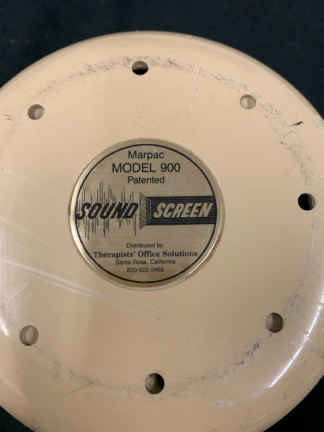 Marpac
MODEL 900
Patented
SOUND SCREEN
Distributed by
Therapists' Office Solutions
Santa Rosa, California